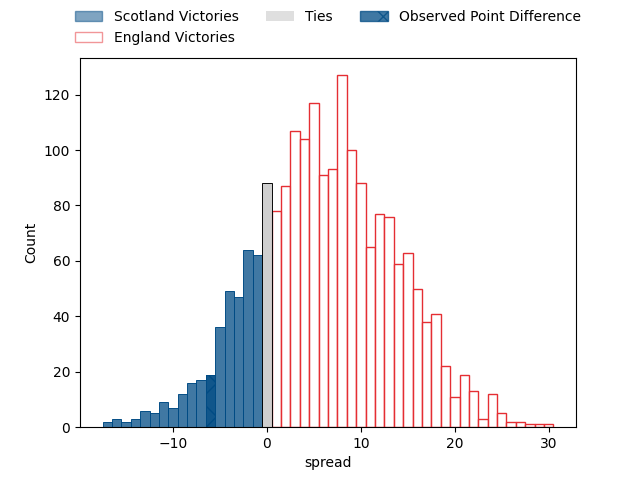 Scotland Victories
Ties
Observed Point Difference
England Victories
120
100
80
60
40
20
0
Count
−10
0
10
20
30
spread